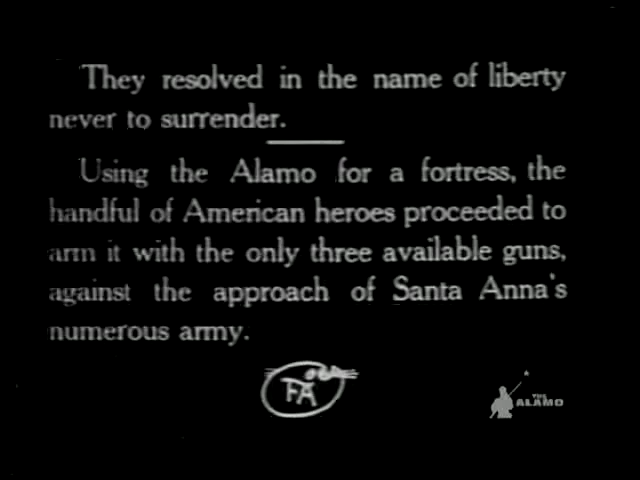 They resolved in the name of liberty
never to surrender.
Using the Alamo for a fortress, the
handful of American heroes proceeded to
arm it with the only three available guns,
against the approach of Santa Anna's
numerous army.
FA
THE
ALAMO